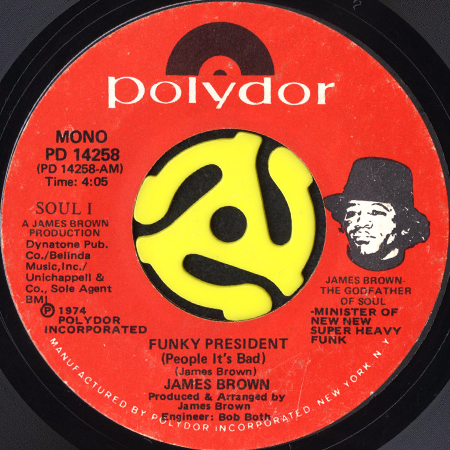 polydor
MONO
PD 14258
(PD 14258-AM)
Time: 4:05
SOUL I
A JAMES BROWN
PRODUCTION
Dynatone Pub.
Co./Belinda
Music,Inc./
Unichappell &
Co., Sole Agent
BMI
Ⓟ 1974
POLYDOR
INCORPORATED
JAMES BROWN-
THE GODFATHER
OF SOUL
-MINISTER OF
NEW NEW
SUPER HEAVY
FUNK
FUNKY PRESIDENT
(People It's Bad)
(James Brown)
JAMES BROWN
Produced & Arranged by
James Brown
Engineer: Bob Both
MANUFACTURED BY POLYDOR INCORPORATED NEW YORK, N.Y.